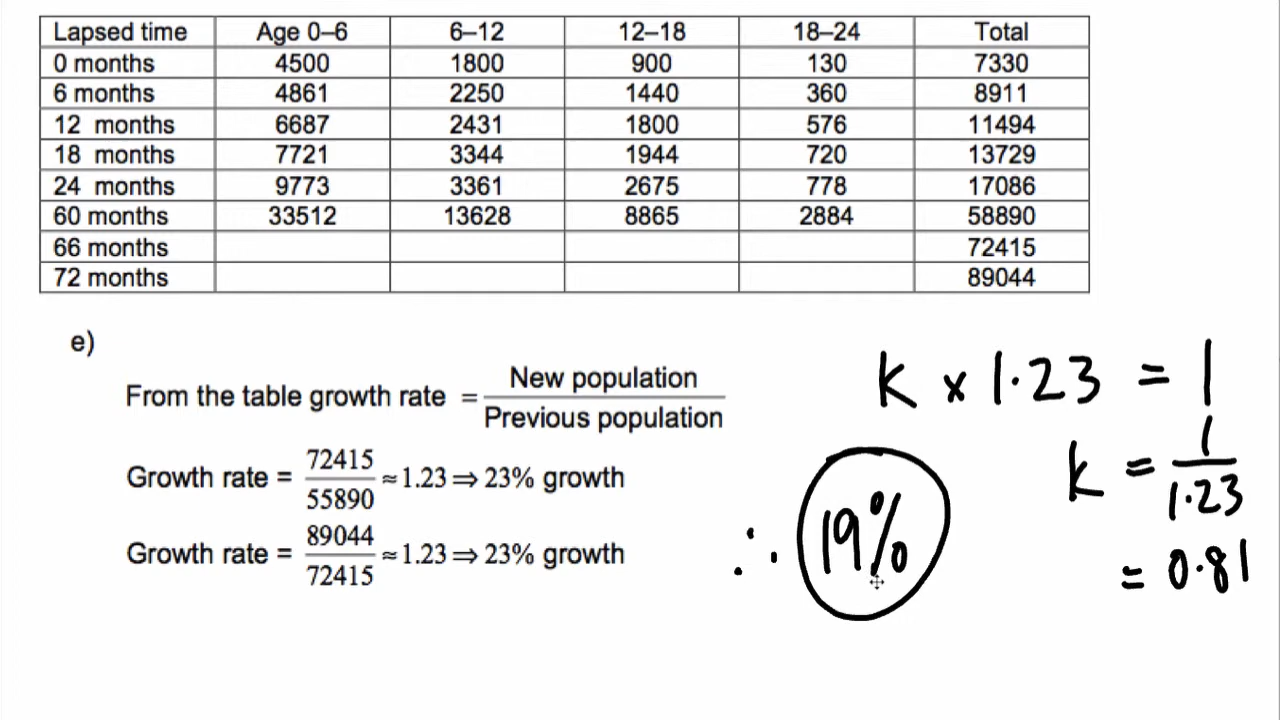 Lapsed time Age 0–6 6–12 12–18 18–24 Total
0 months 4500 1800 900 130 7330
6 months 4861 2250 1440 360 8911
12 months 6687 2431 1800 576 11494
18 months 7721 3344 1944 720 13729
24 months 9773 3361 2675 778 17086
60 months 33512 13628 8865 2884 58890
66 months 72415
72 months 89044
e)
From the table growth rate = New population / Previous population
Growth rate = 72415 / 55890 ≈ 1.23 ⇒ 23% growth
Growth rate = 89044 / 72415 ≈ 1.23 ⇒ 23% growth
k x 1.23 = 1
k = 1 / 1.23
= 0.81
∴ 19%